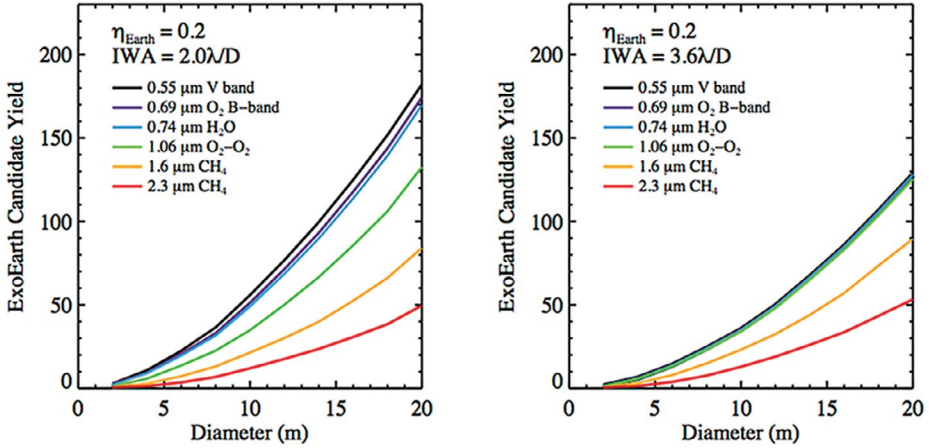 η_Earth = 0.2
IWA = 2.0λ/D
0.55 μm V band
0.69 μm O₂ B−band
0.74 μm H₂O
1.06 μm O₂−O₂
1.6 μm CH₄
2.3 μm CH₄
ExoEarth Candidate Yield
200
150
100
50
0
0 5 10 15 20
Diameter (m)
η_Earth = 0.2
IWA = 3.6λ/D
0.55 μm V band
0.69 μm O₂ B−band
0.74 μm H₂O
1.06 μm O₂−O₂
1.6 μm CH₄
2.3 μm CH₄
ExoEarth Candidate Yield
200
150
100
50
0
0 5 10 15 20
Diameter (m)